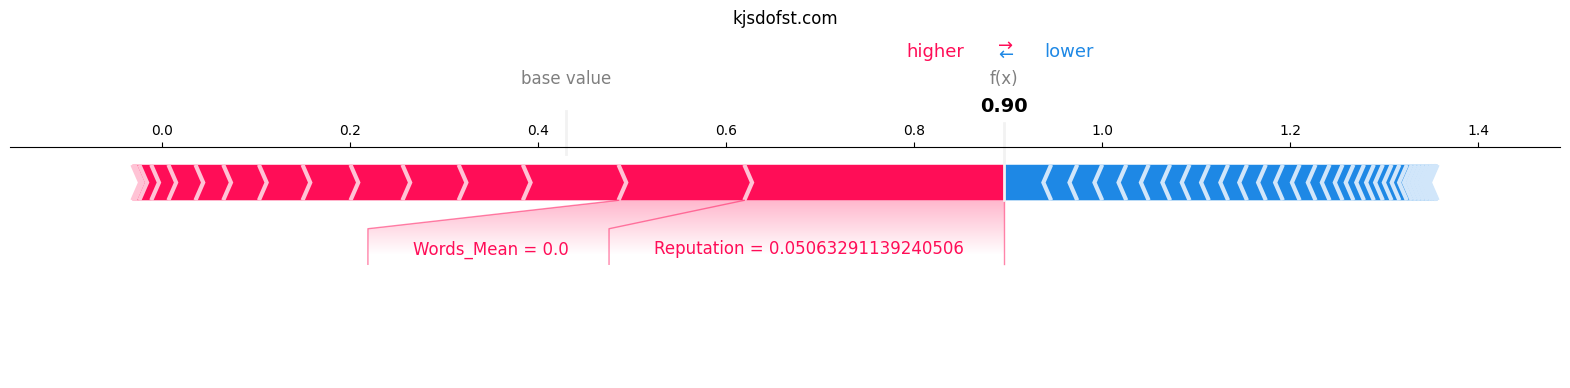 kjsdofst.com
higher ⇄ lower
base value f(x)
0.90
0.0 0.2 0.4 0.6 0.8 1.0 1.2 1.4
Words_Mean = 0.0 Reputation = 0.05063291139240506